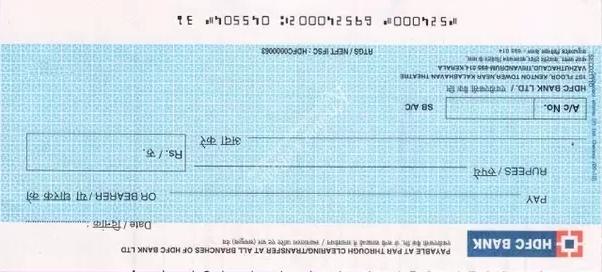 HDFC BANK
PAYABLE AT PAR THROUGH CLEARING/TRANSFER AT ALL BRANCHES OF HDFC BANK LTD
Date / दिनांक :
PAY
OR BEARER / या धारक को
RUPEES / रुपये
अदा करें
Rs. / रु.
A/c No.
SB A/C
HDFC BANK LTD. / एचडीएफसी बैंक लि
1ST FLOOR, KENTON TOWER NEAR KALABHAVAN THEATRE
VAZHUTHACAUD, TRIVANDRUM 695 014 KERALA
RTGS / NEFT IFSC : HDFC0000063
⑈524000⑈ 695240002⑆ 045504⑈ 31